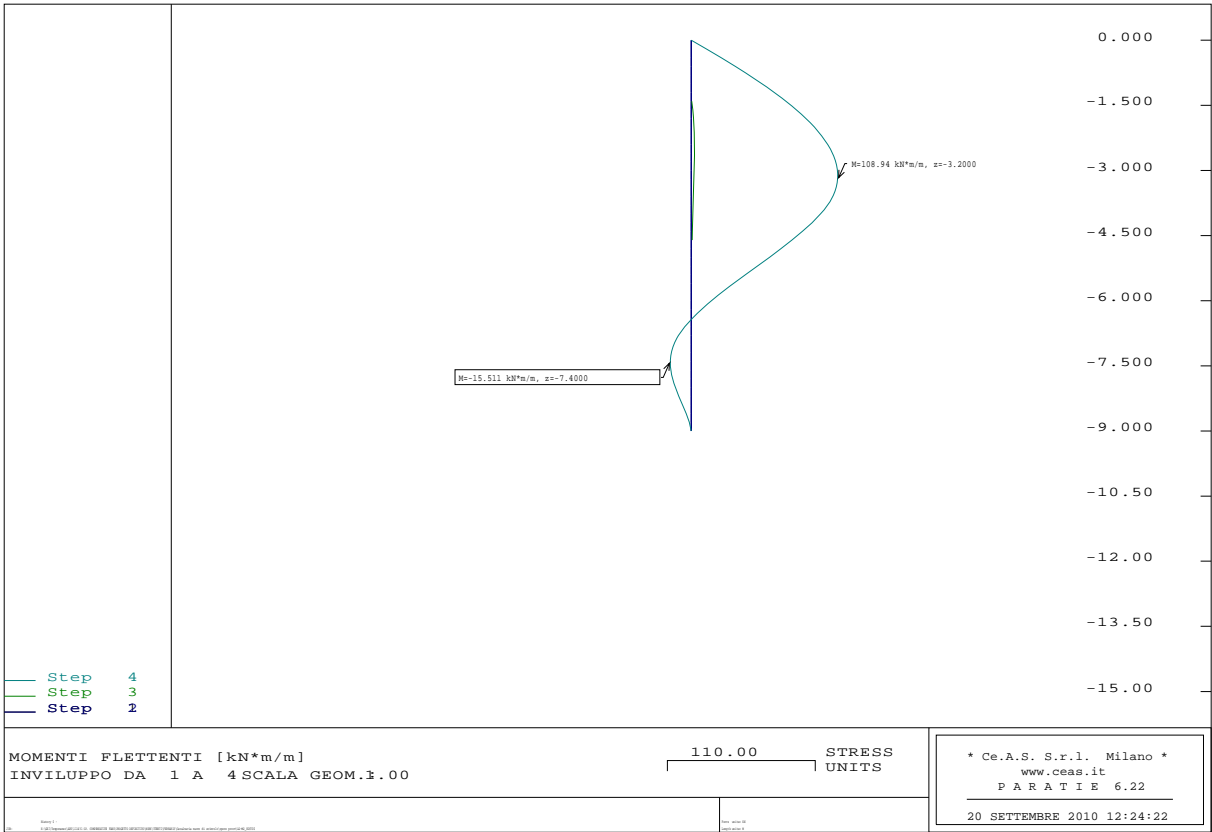 0.000
-1.500
M=108.94 kN*m/m, z=-3.2000
-3.000
-4.500
-6.000
-7.500
M=-15.511 kN*m/m, z=-7.4000
-9.000
-10.50
-12.00
-13.50
-15.00
Step 4
Step 3
Step
MOMENTI FLETTENTI [kN*m/m]
INVILUPPO DA 1 A 4 SCALA GEOM. .00
110.00 STRESS
UNITS
* Ce.A.S. S.r.l. Milano *
www.ceas.it
P A R A T I E 6.22
20 SETTEMBRE 2010 12:24:22